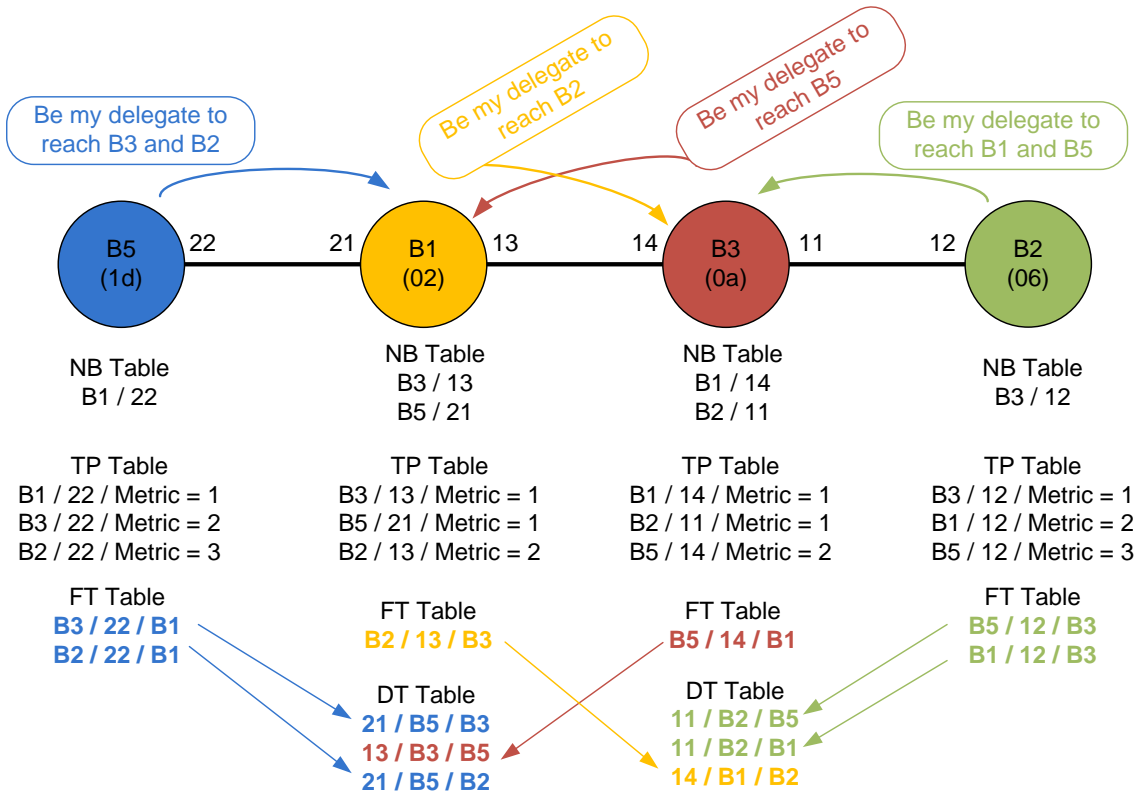 Be my delegate to
reach B3 and B2
Be my delegate to
reach B2
Be my delegate to
reach B5
Be my delegate to
reach B1 and B5
B5
(1d)
22
21
B1
(02)
13
14
B3
(0a)
11
12
B2
(06)
NB Table
B1 / 22
NB Table
B3 / 13
B5 / 21
NB Table
B1 / 14
B2 / 11
NB Table
B3 / 12
TP Table
B1 / 22 / Metric = 1
B3 / 22 / Metric = 2
B2 / 22 / Metric = 3
TP Table
B3 / 13 / Metric = 1
B5 / 21 / Metric = 1
B2 / 13 / Metric = 2
TP Table
B1 / 14 / Metric = 1
B2 / 11 / Metric = 1
B5 / 14 / Metric = 2
TP Table
B3 / 12 / Metric = 1
B1 / 12 / Metric = 2
B5 / 12 / Metric = 3
FT Table
B3 / 22 / B1
B2 / 22 / B1
FT Table
B2 / 13 / B3
FT Table
B5 / 14 / B1
FT Table
B5 / 12 / B3
B1 / 12 / B3
DT Table
21 / B5 / B3
13 / B3 / B5
21 / B5 / B2
DT Table
11 / B2 / B5
11 / B2 / B1
14 / B1 / B2